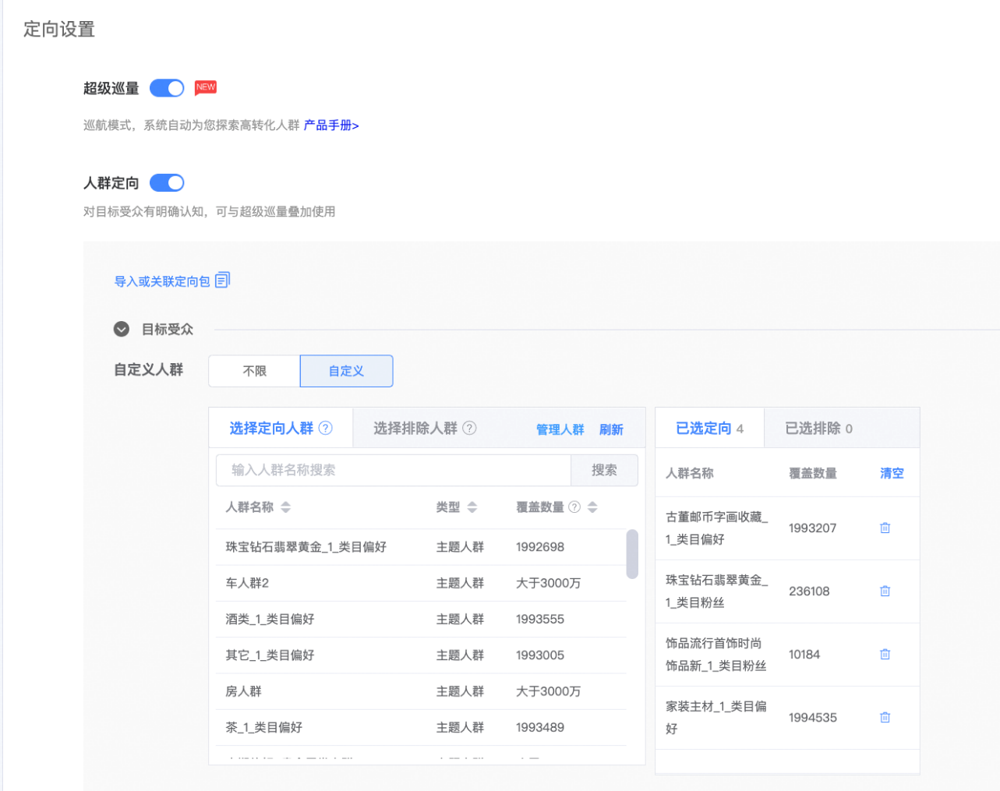 定向设置
超级巡量 NEW
巡航模式，系统自动为您探索高转化人群 产品手册>
人群定向
对目标受众有明确认知，可与超级巡量叠加使用
导入或关联定向包
目标受众
自定义人群 不限 自定义
选择定向人群 ? 选择排除人群 ? 管理人群 刷新
输入人群名称搜索 搜索
人群名称 类型 覆盖数量 ?
珠宝钻石翡翠黄金_1_类目偏好 主题人群 1992698
车人群2 主题人群 大于3000万
酒类_1_类目偏好 主题人群 1993555
其它_1_类目偏好 主题人群 1993005
房人群 主题人群 大于3000万
茶_1_类目偏好 主题人群 1993489
已选定向 4 已选排除 0
人群名称 覆盖数量 清空
古董邮币字画收藏_ 1993207
1_类目偏好
珠宝钻石翡翠黄金_ 236108
1_类目粉丝
饰品流行首饰时尚 10184
饰品新_1_类目粉丝
家装主材_1_类目偏 1994535
好